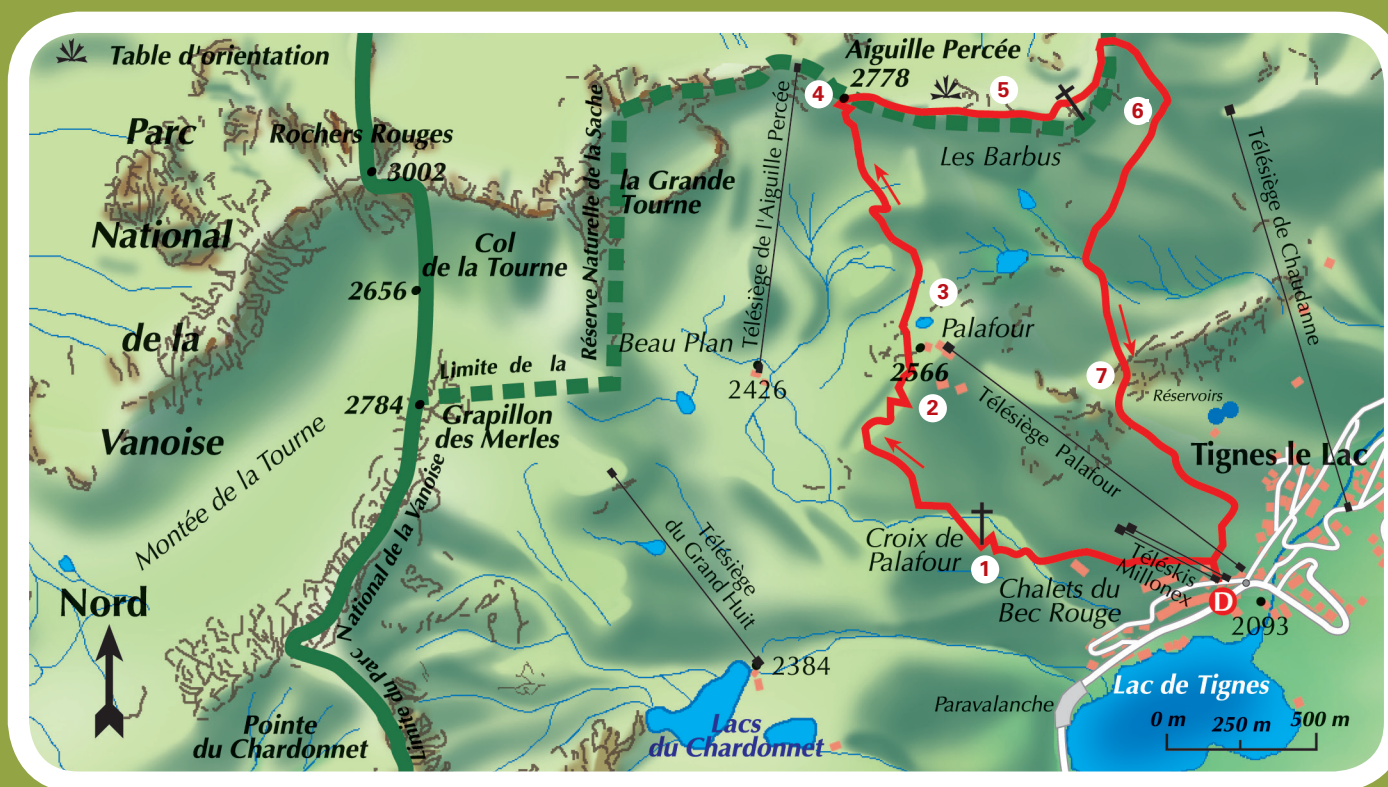 Table d'orientation
Aiguille Percée
2778
4
5
6
Parc
National
de la
Vanoise
Rochers Rouges
3002
Réserve Naturelle de la Sache
la Grande
Tourne
Télésiège de l'Aiguille Percée
Les Barbus
Télésiège de Chaudanne
Col
de la Tourne
2656
3
Beau Plan
2426
Palafour
2566
2
7
Limite de la
2784
Grapillon
des Merles
Réservoirs
Télésiège Palafour
Tignes le Lac
Montée de la Tourne
Limite du Parc National de la Vanoise
Télésiège
du Grand Huit
Croix de
Palafour
1
Chalets du
Bec Rouge
Téléskis
Millonex
D
2093
Nord
2384
Lac de Tignes
Paravalanche
0 m 250 m 500 m
Pointe
du Chardonnet
Lacs
du Chardonnet